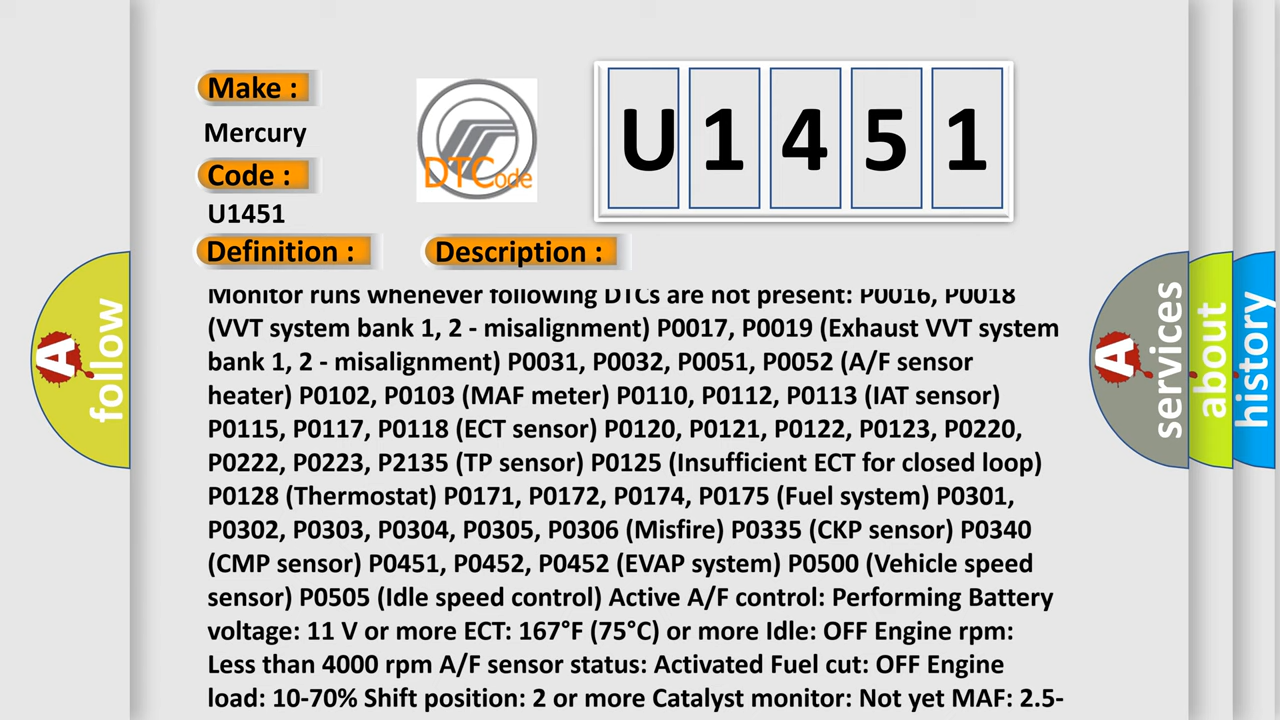 Make :
Mercury
Code :
U1451
DTCode
U1451
Definition :
Description :
Monitor runs whenever following DTCs are not present: P0016, P0018
(VVT system bank 1, 2 - misalignment) P0017, P0019 (Exhaust VVT system
bank 1, 2 - misalignment) P0031, P0032, P0051, P0052 (A/F sensor
heater) P0102, P0103 (MAF meter) P0110, P0112, P0113 (IAT sensor)
P0115, P0117, P0118 (ECT sensor) P0120, P0121, P0122, P0123, P0220,
P0222, P0223, P2135 (TP sensor) P0125 (Insufficient ECT for closed loop)
P0128 (Thermostat) P0171, P0172, P0174, P0175 (Fuel system) P0301,
P0302, P0303, P0304, P0305, P0306 (Misfire) P0335 (CKP sensor) P0340
(CMP sensor) P0451, P0452, P0452 (EVAP system) P0500 (Vehicle speed
sensor) P0505 (Idle speed control) Active A/F control: Performing Battery
voltage: 11 V or more ECT: 167°F (75°C) or more Idle: OFF Engine rpm:
Less than 4000 rpm A/F sensor status: Activated Fuel cut: OFF Engine
load: 10-70% Shift position: 2 or more Catalyst monitor: Not yet MAF: 2.5-
A
follow
A
services
about
history